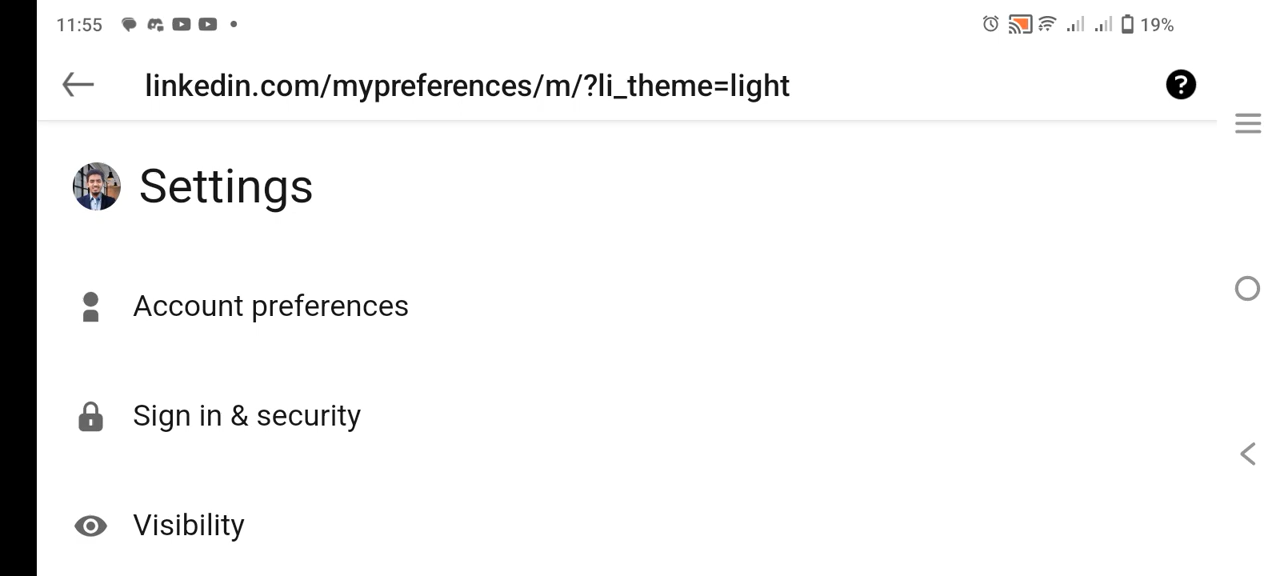 11:55
19%
linkedin.com/mypreferences/m/?li_theme=light
Settings
Account preferences
Sign in & security
Visibility